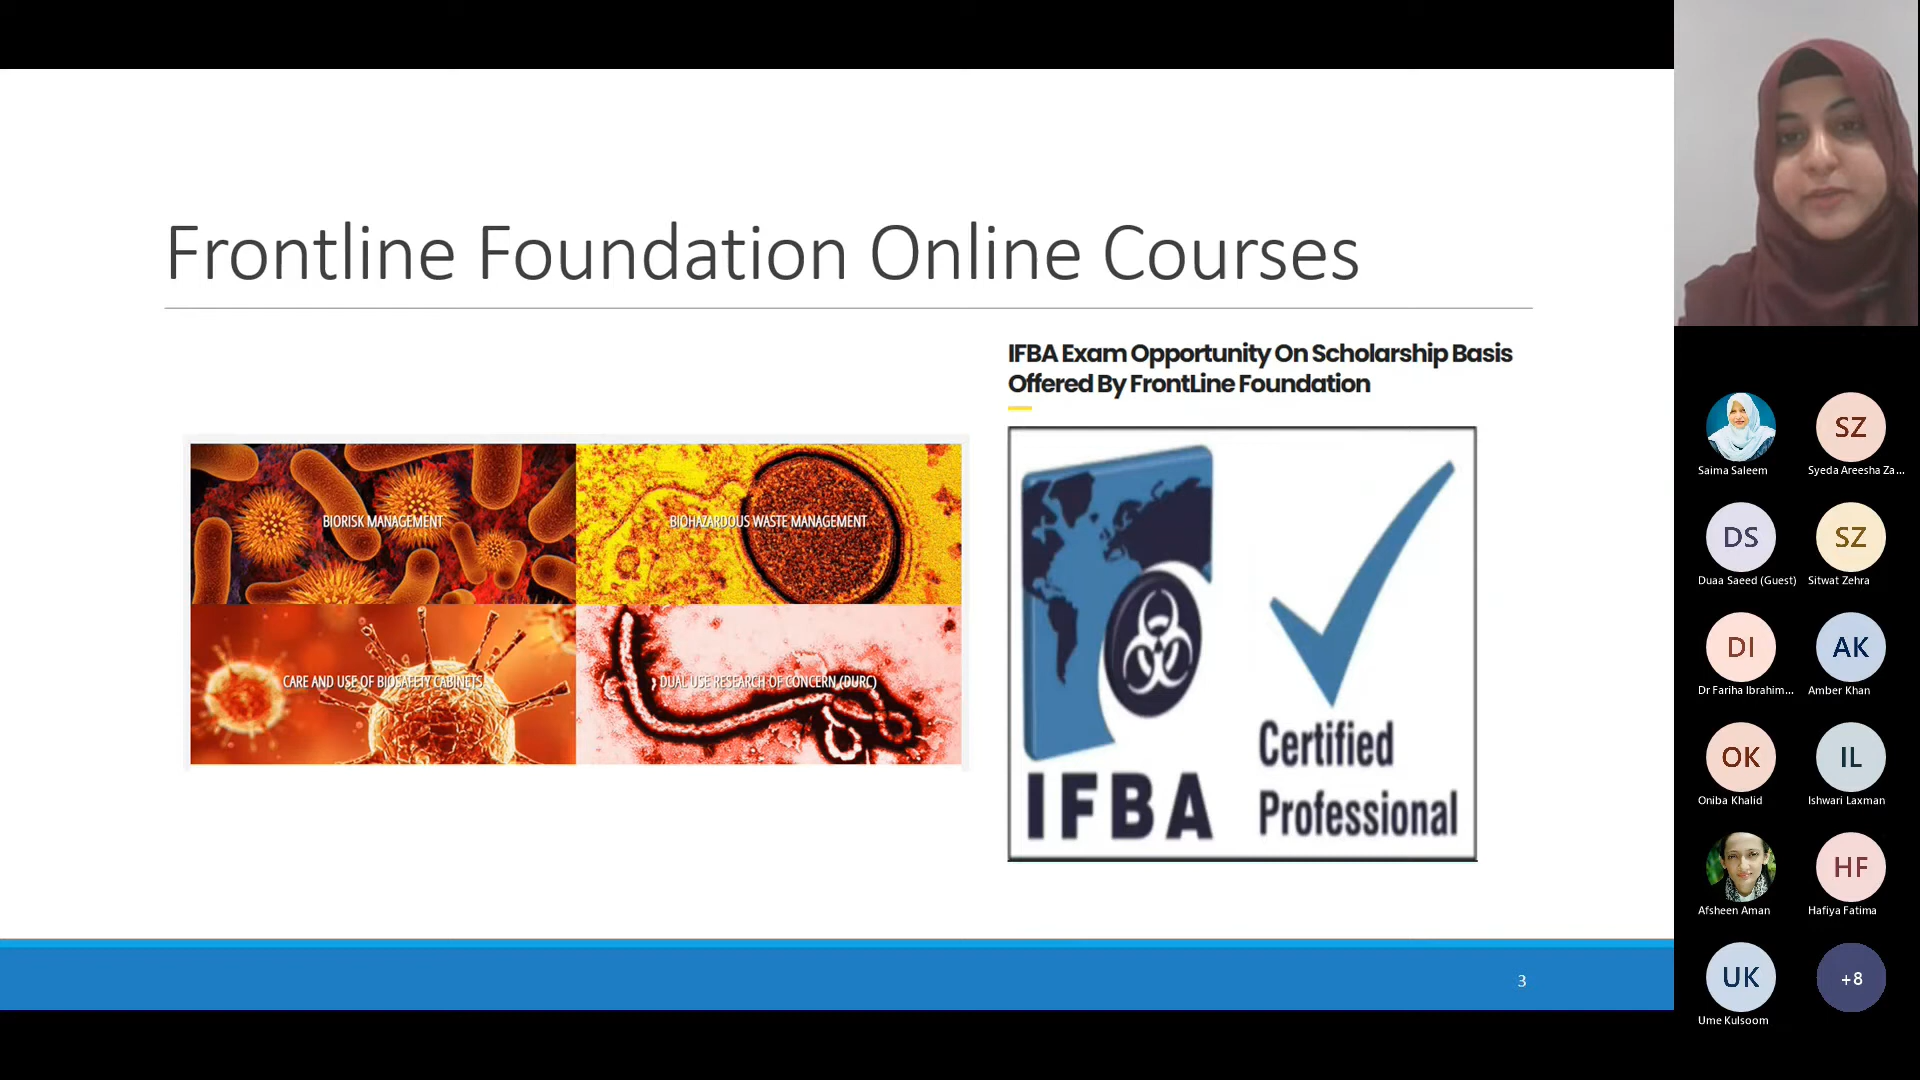 Frontline Foundation Online Courses
IFBA Exam Opportunity On Scholarship Basis
Offered By FrontLine Foundation
BIORISK MANAGEMENT
BIOHAZARDOUS WASTE MANAGEMENT
CARE AND USE OF BIOSAFETY CABINETS
DUAL USE RESEARCH OF CONCERN (DURC)
IFBA
Certified
Professional
3
Saima Saleem
SZ
Syeda Areesha Za...
DS
Duaa Saeed (Guest)
SZ
Sitwat Zehra
DI
Dr Fariha Ibrahim...
AK
Amber Khan
OK
Oniba Khalid
IL
Ishwari Laxman
Afsheen Aman
HF
Hafiya Fatima
UK
Ume Kulsoom
+8